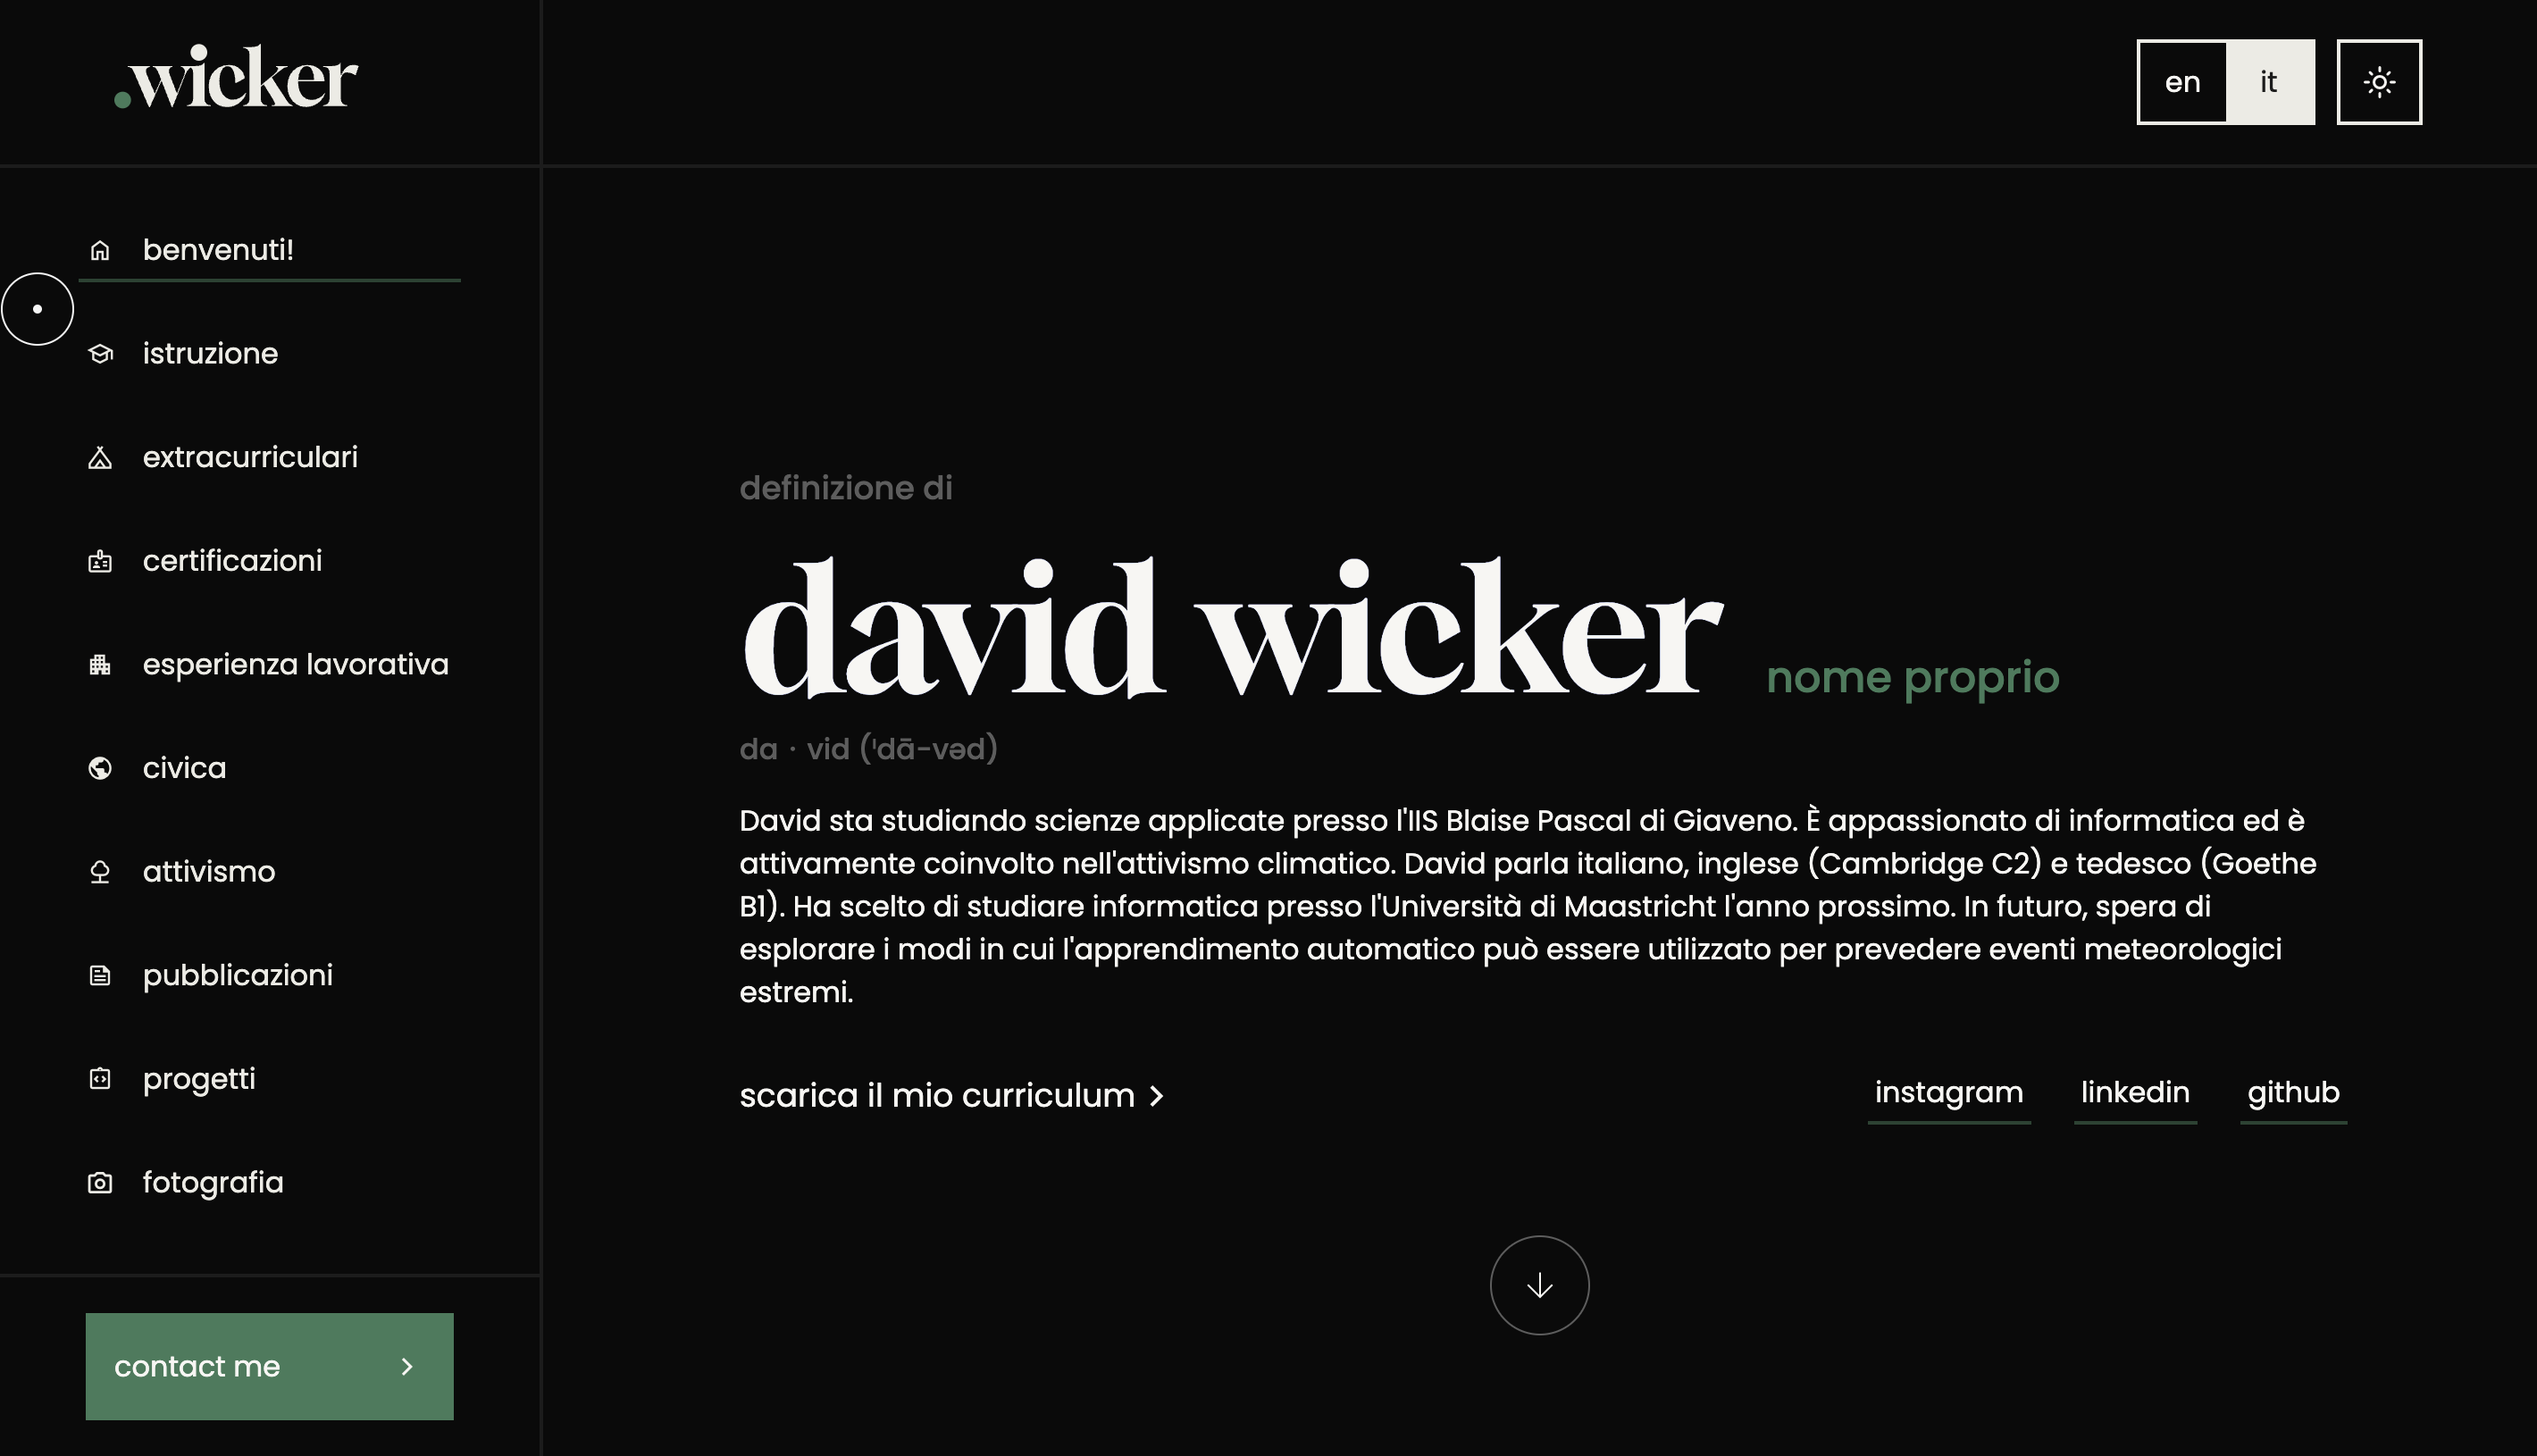 .wicker
en it
benvenuti!
istruzione
extracurriculari
certificazioni
esperienza lavorativa
civica
attivismo
pubblicazioni
progetti
fotografia
contact me
definizione di
david wicker nome proprio
da · vid (ˈdā-vəd)
David sta studiando scienze applicate presso l'IIS Blaise Pascal di Giaveno. È appassionato di informatica ed è
attivamente coinvolto nell'attivismo climatico. David parla italiano, inglese (Cambridge C2) e tedesco (Goethe
B1). Ha scelto di studiare informatica presso l'Università di Maastricht l'anno prossimo. In futuro, spera di
esplorare i modi in cui l'apprendimento automatico può essere utilizzato per prevedere eventi meteorologici
estremi.
scarica il mio curriculum
instagram linkedin github